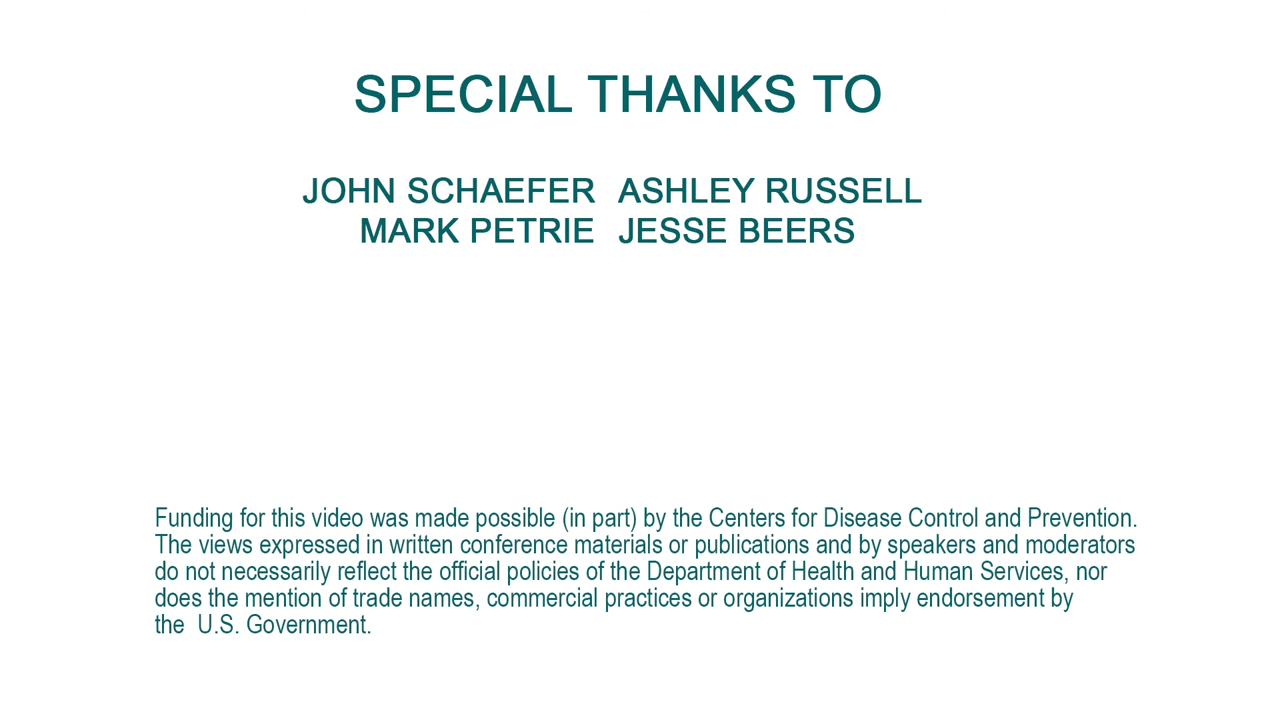 SPECIAL THANKS TO
JOHN SCHAEFER ASHLEY RUSSELL
MARK PETRIE JESSE BEERS
Funding for this video was made possible (in part) by the Centers for Disease Control and Prevention.
The views expressed in written conference materials or publications and by speakers and moderators
do not necessarily reflect the official policies of the Department of Health and Human Services, nor
does the mention of trade names, commercial practices or organizations imply endorsement by
the  U.S. Government.